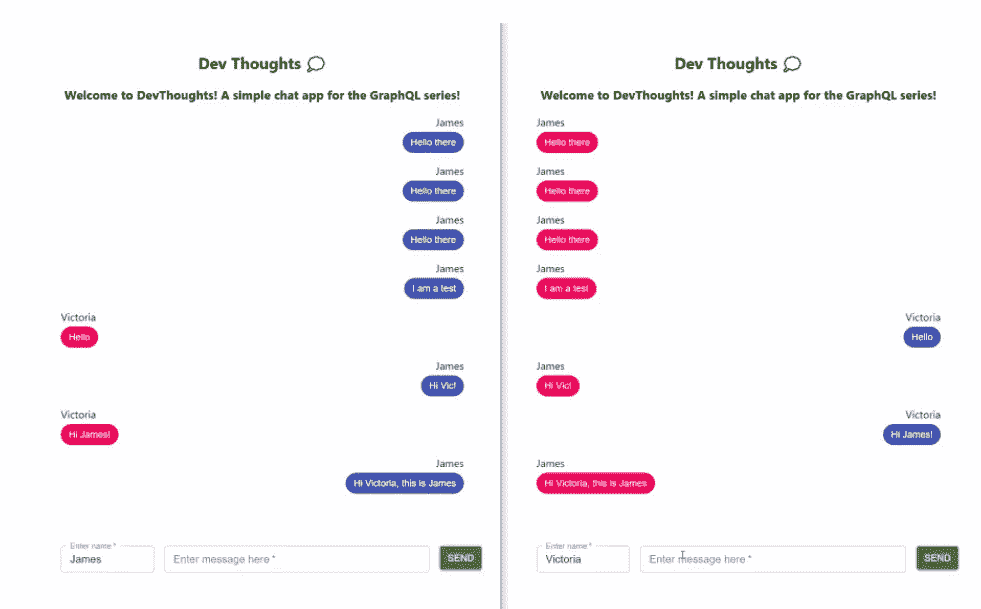 Dev Thoughts
Welcome to DevThoughts! A simple chat app for the GraphQL series!
James
Hello there
James
Hello there
James
Hello there
James
I am a test
Victoria
Hello
James
Hi Vic!
Victoria
Hi James!
James
Hi Victoria, this is James
Enter name *
James
Enter message here *
SEND
Dev Thoughts
Welcome to DevThoughts! A simple chat app for the GraphQL series!
James
Hello there
James
Hello there
James
Hello there
James
I am a test
Victoria
Hello
James
Hi Vic!
Victoria
Hi James!
James
Hi Victoria, this is James
Enter name *
Victoria
Enter message here *
SEND